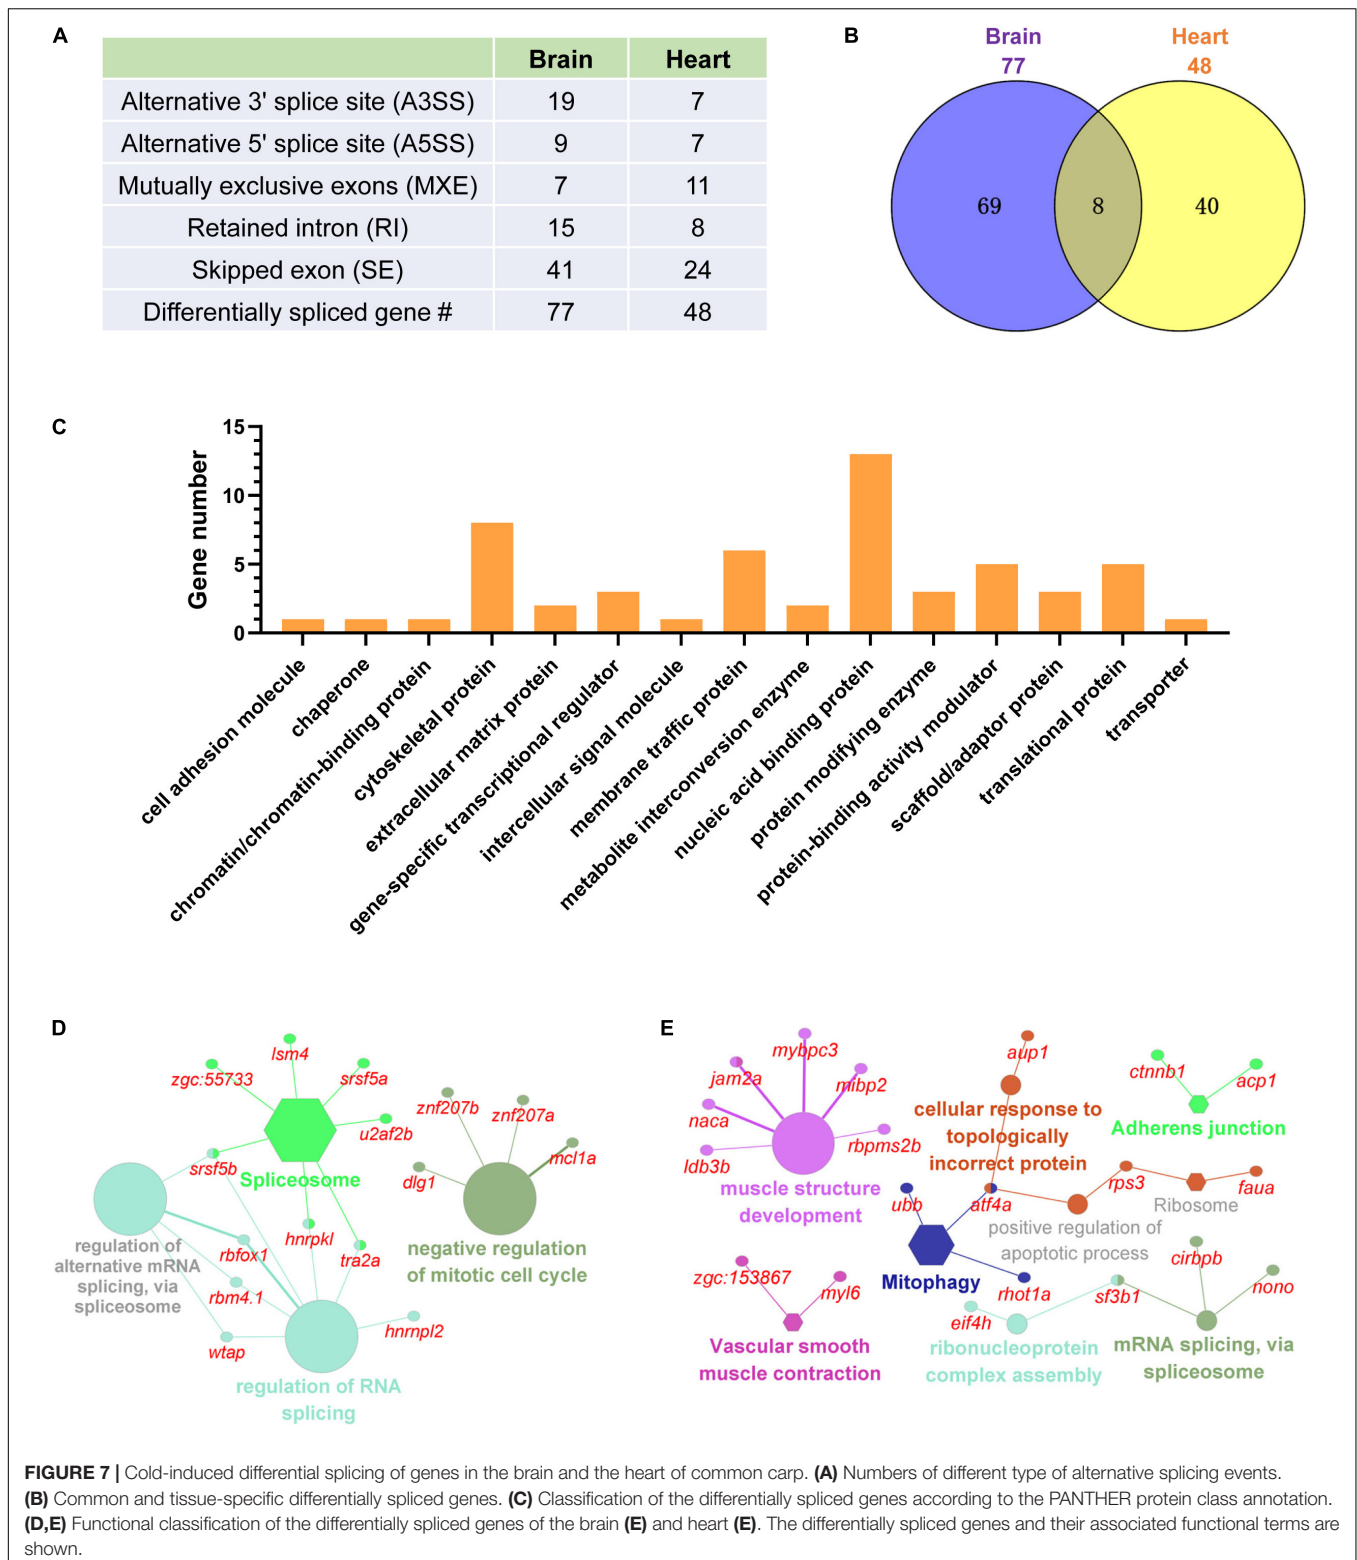 A
Brain Heart
Alternative 3' splice site (A3SS) 19 7
Alternative 5' splice site (A5SS) 9 7
Mutually exclusive exons (MXE) 7 11
Retained intron (RI) 15 8
Skipped exon (SE) 41 24
Differentially spliced gene # 77 48
B
Brain Heart
77 48
69 8 40
C
Gene number
15
10
5
0
cell adhesion molecule
chaperone
chromatin/chromatin-binding protein
cytoskeletal protein
extracellular matrix protein
gene-specific transcriptional regulator
intercellular signal molecule
membrane traffic protein
metabolite interconversion enzyme
nucleic acid binding protein
protein modifying enzyme
protein-binding activity modulator
scaffold/adaptor protein
translational protein
transporter
D
lsm4
zgc:55733
srsf5a
u2af2b
srsf5b
Spliceosome
regulation of
alternative mRNA
splicing, via
spliceosome
hnrpkl
rbfox1
tra2a
rbm4.1
wtap
hnrnpl2
regulation of RNA
splicing
znf207b
znf207a
mcl1a
dlg1
negative regulation
of mitotic cell cycle
E
mybpc3
jam2a
mibp2
naca
rbpms2b
ldb3b
muscle structure
development
aup1
cellular response to
topologically
incorrect protein
ctnnb1
acp1
Adherens junction
ubb
atf4a
rps3
Ribosome
faua
positive regulation of
apoptotic process
Mitophagy
rhot1a
zgc:153867
myl6
Vascular smooth
muscle contraction
eif4h
sf3b1
ribonucleoprotein
complex assembly
cirbpb
nono
mRNA splicing, via
spliceosome
FIGURE 7 | Cold-induced differential splicing of genes in the brain and the heart of common carp. (A) Numbers of different type of alternative splicing events.
(B) Common and tissue-specific differentially spliced genes. (C) Classification of the differentially spliced genes according to the PANTHER protein class annotation.
(D,E) Functional classification of the differentially spliced genes of the brain (E) and heart (E). The differentially spliced genes and their associated functional terms are
shown.